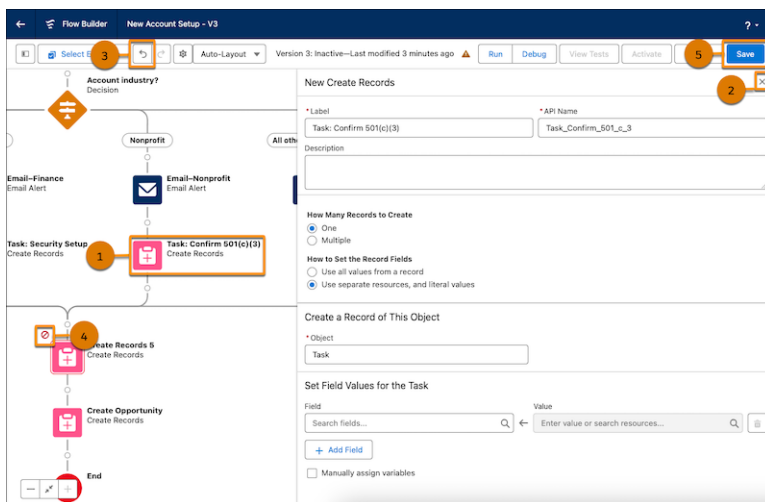 Flow Builder
New Account Setup - V3
?
Select E
3
Auto-Layout
Version 3: Inactive—Last modified 3 minutes ago
Run
Debug
View Tests
Activate
5
Save
Account industry?
Decision
Nonprofit
All oth
Email–Finance
Email Alert
Email–Nonprofit
Email Alert
Task: Security Setup
Create Records
1
Task: Confirm 501(c)(3)
Create Records
4
eate Records 5
Create Records
Create Opportunity
Create Records
End
New Create Records
2
* Label
* API Name
Task: Confirm 501(c)(3)
Task_Confirm_501_c_3
Description
How Many Records to Create
One
Multiple
How to Set the Record Fields
Use all values from a record
Use separate resources, and literal values
Create a Record of This Object
* Object
Task
Set Field Values for the Task
Field
Value
Search fields...
Enter value or search resources...
+ Add Field
Manually assign variables